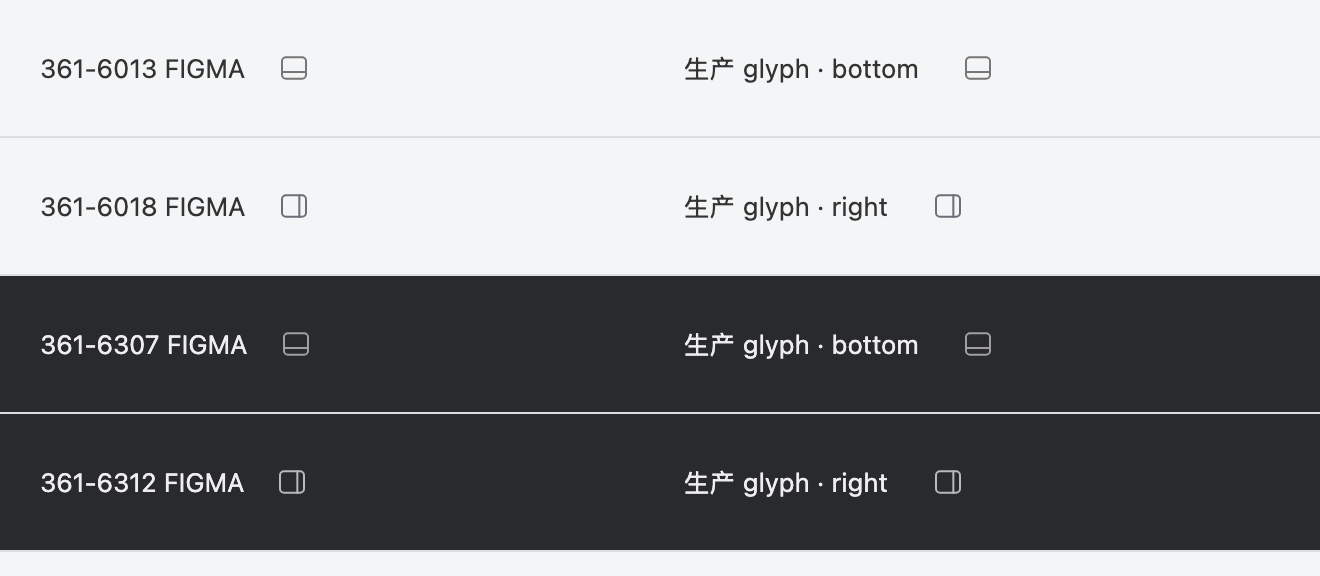 361-6013 FIGMA 生产 glyph · bottom
361-6018 FIGMA 生产 glyph · right
361-6307 FIGMA 生产 glyph · bottom
361-6312 FIGMA 生产 glyph · right